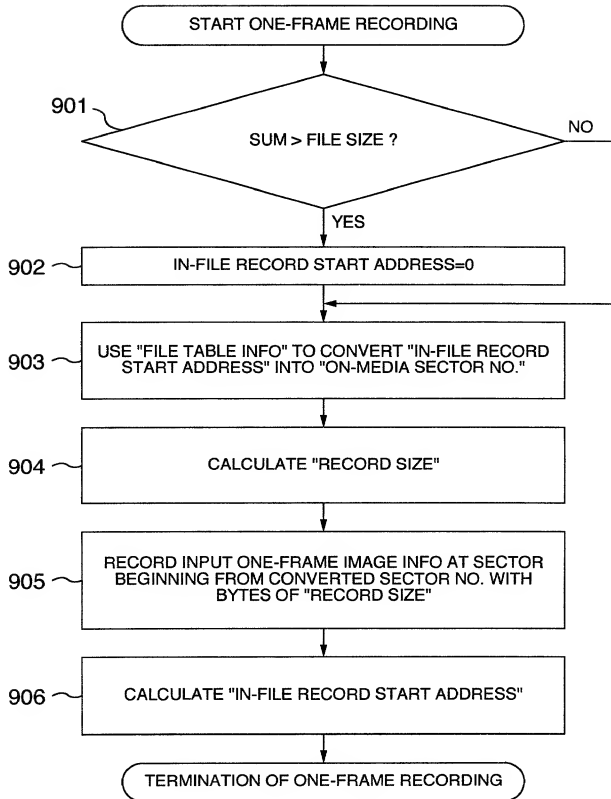 START ONE-FRAME RECORDING
901
SUM > FILE SIZE ?
NO
YES
902
IN-FILE RECORD START ADDRESS=0
903
USE "FILE TABLE INFO" TO CONVERT "IN-FILE RECORD
START ADDRESS" INTO "ON-MEDIA SECTOR NO."
904
CALCULATE "RECORD SIZE"
905
RECORD INPUT ONE-FRAME IMAGE INFO AT SECTOR
BEGINNING FROM CONVERTED SECTOR NO. WITH
BYTES OF "RECORD SIZE"
906
CALCULATE "IN-FILE RECORD START ADDRESS"
TERMINATION OF ONE-FRAME RECORDING